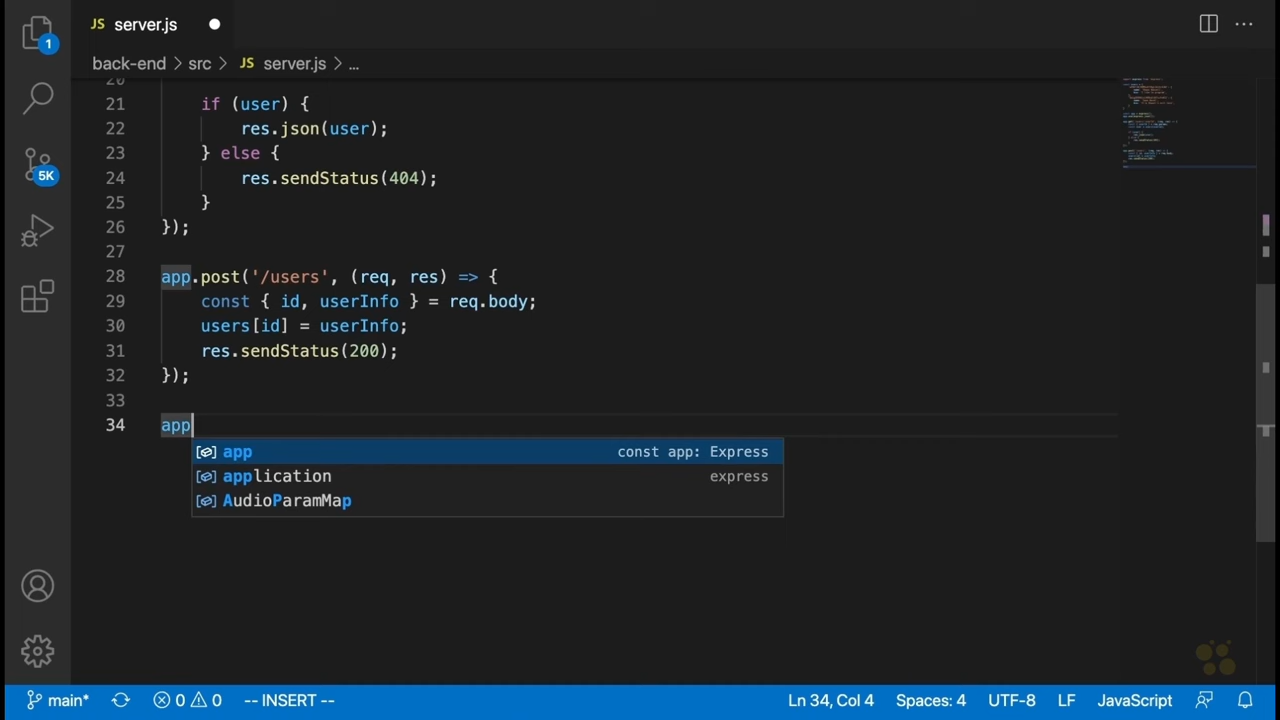 JS server.js
1
back-end > src > JS server.js > ...
20
21 if (user) {
22 res.json(user);
23 } else {
24 res.sendStatus(404);
25 }
26 });
27
28 app.post('/users', (req, res) => {
29 const { id, userInfo } = req.body;
30 users[id] = userInfo;
31 res.sendStatus(200);
32 });
33
34 app
app const app: Express
application express
AudioParamMap
5K
main* 0 0 -- INSERT -- Ln 34, Col 4 Spaces: 4 UTF-8 LF JavaScript